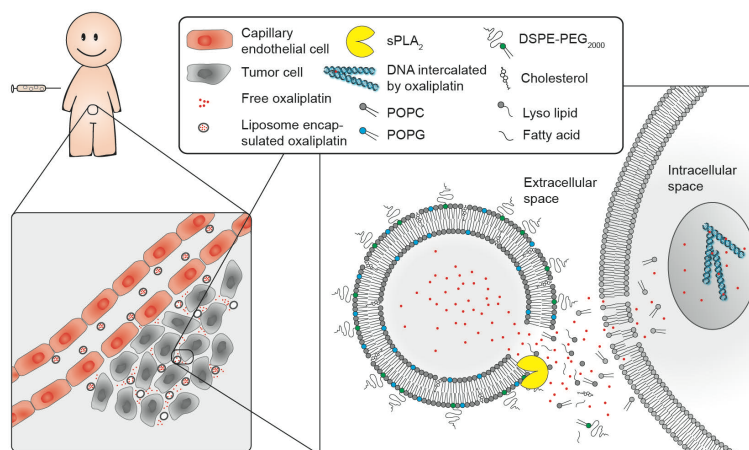 Capillary
endothelial cell
Tumor cell
Free oxaliplatin
Liposome encap-
sulated oxaliplatin
sPLA₂
DNA intercalated
by oxaliplatin
POPC
POPG
DSPE-PEG₂₀₀₀
Cholesterol
Lyso lipid
Fatty acid
Extracellular
space
Intracellular
space